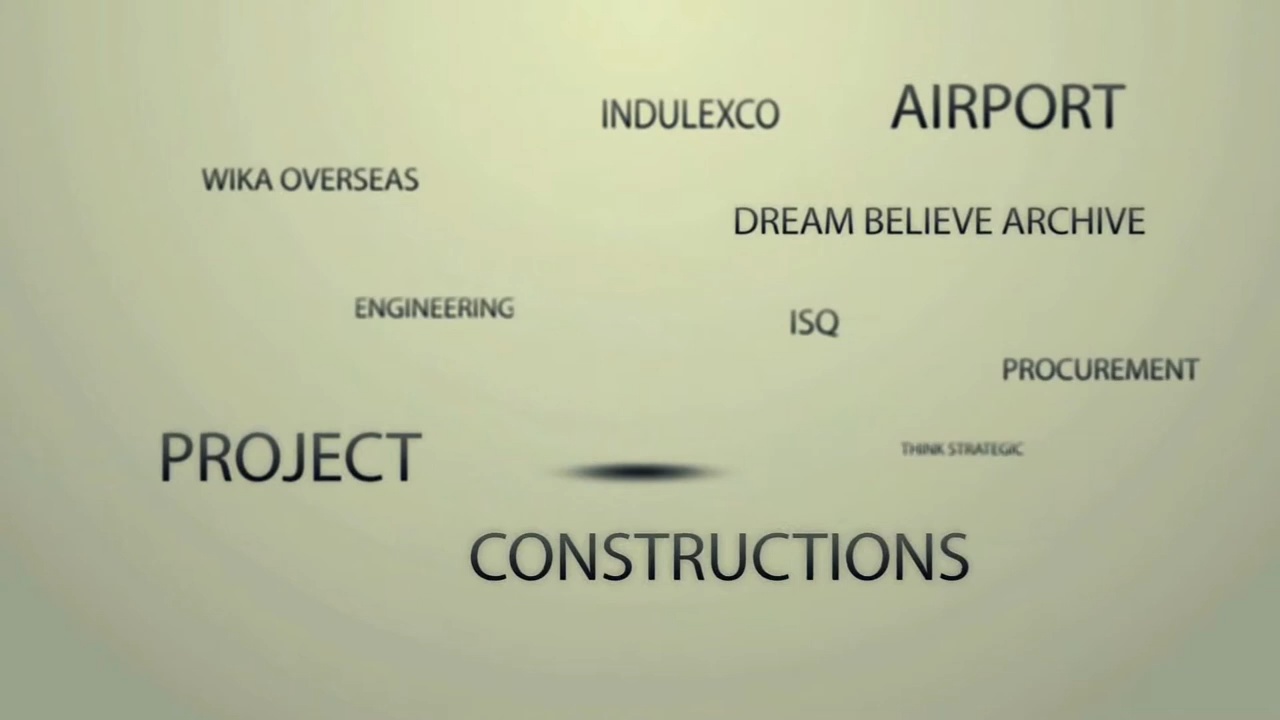 INDULEXCO
AIRPORT
WIKA OVERSEAS
DREAM BELIEVE ARCHIVE
ENGINEERING
ISQ
PROCUREMENT
PROJECT
THINK STRATEGIC
CONSTRUCTIONS